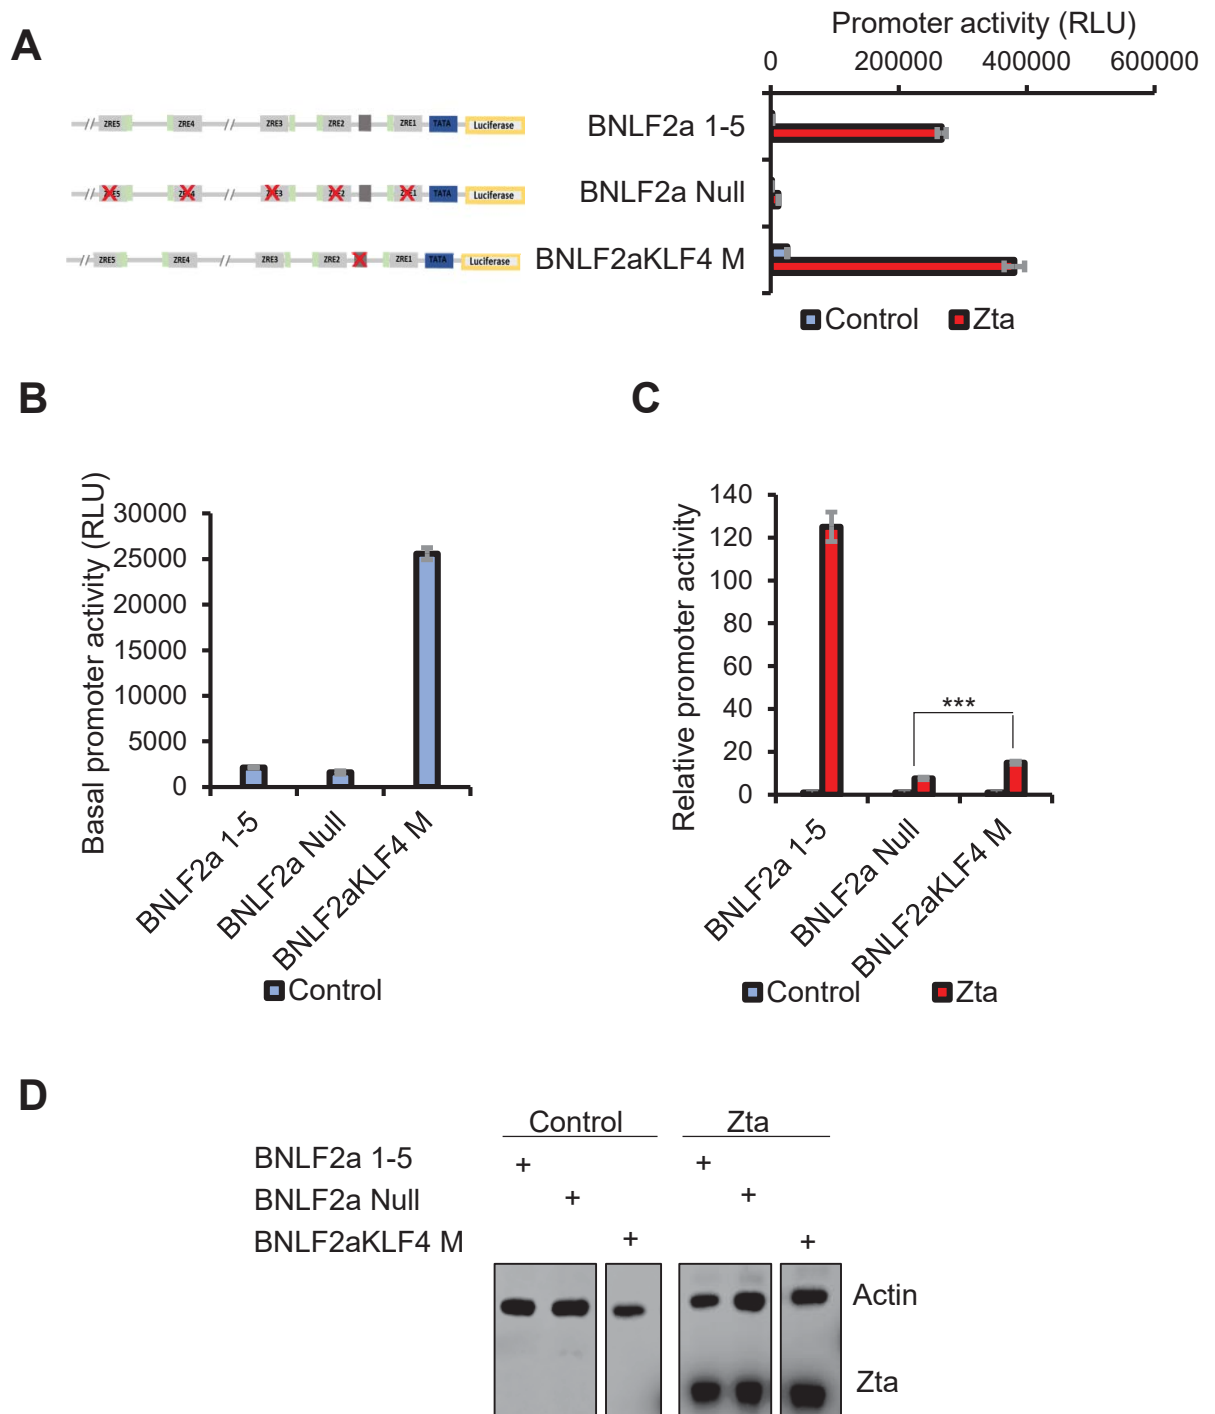 A
Promoter activity (RLU)
0 200000 400000 600000
// ZRE5 ZRE4 // ZRE3 ZRE2 ZRE1 TATA Luciferase
BNLF2a 1-5
// // TATA Luciferase
BNLF2a Null
// ZRE5 ZRE4 // ZRE3 ZRE2 ZRE1 TATA Luciferase
BNLF2aKLF4 M
Control Zta
B
Basal promoter activity (RLU)
30000
25000
20000
15000
10000
5000
0
BNLF2a 1-5
BNLF2a Null
BNLF2aKLF4 M
Control
C
Relative promoter activity
140
120
100
80
60
40
20
0
***
BNLF2a 1-5
BNLF2a Null
BNLF2aKLF4 M
Control Zta
D
Control Zta
BNLF2a 1-5 + +
BNLF2a Null + +
BNLF2aKLF4 M + +
Actin
Zta